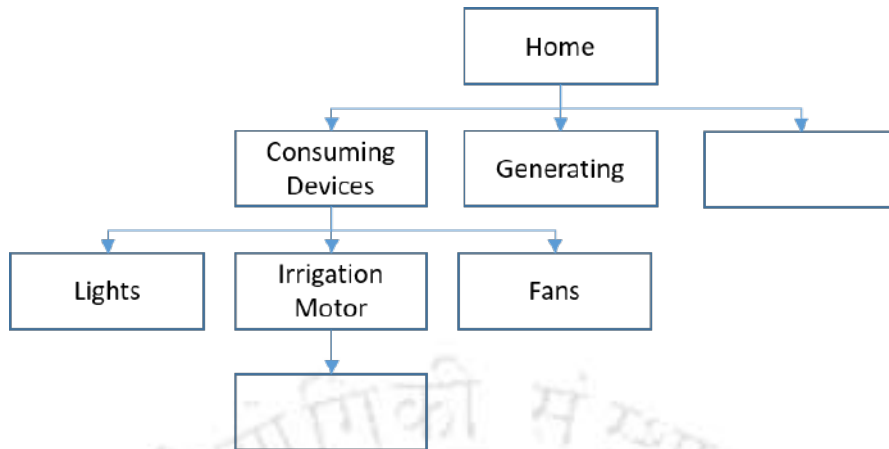 Home
Consuming
Devices
Generating
Lights
Irrigation
Motor
Fans